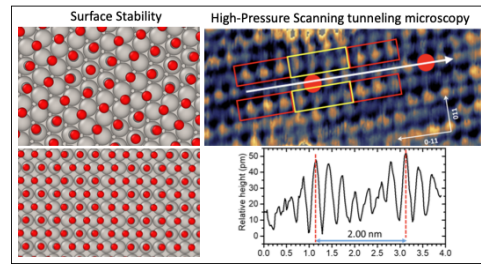 Surface Stability
High-Pressure Scanning tunneling microscopy
011
0-11
Relative height (pm)
50
40
30
20
10
0
2.00 nm
0.0 0.5 1.0 1.5 2.0 2.5 3.0 3.5 4.0